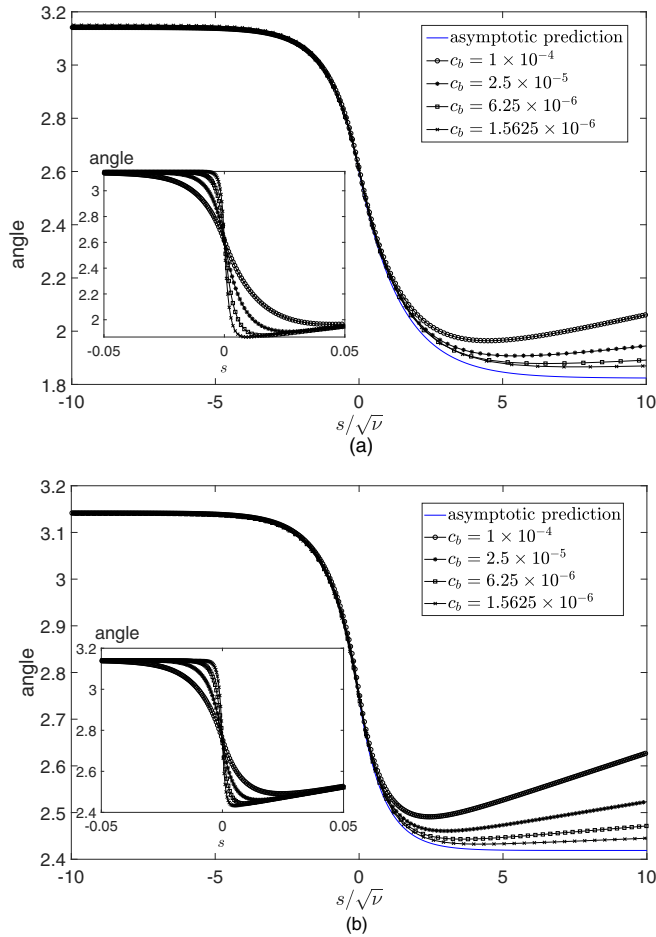 3.2
asymptotic prediction
c_b = 1 × 10^{-4}
c_b = 2.5 × 10^{-5}
c_b = 6.25 × 10^{-6}
c_b = 1.5625 × 10^{-6}
3
2.8
2.6
2.4
2.2
2
1.8
angle
angle
3
2.8
2.6
2.4
2.2
2
-0.05 0 0.05
s
-10 -5 0 5 10
s/√ν
(a)
3.2
asymptotic prediction
c_b = 1 × 10^{-4}
c_b = 2.5 × 10^{-5}
c_b = 6.25 × 10^{-6}
c_b = 1.5625 × 10^{-6}
3.1
3
2.9
2.8
2.7
2.6
2.5
2.4
angle
angle
3.2
3
2.8
2.6
2.4
-0.05 0 0.05
s
-10 -5 0 5 10
s/√ν
(b)